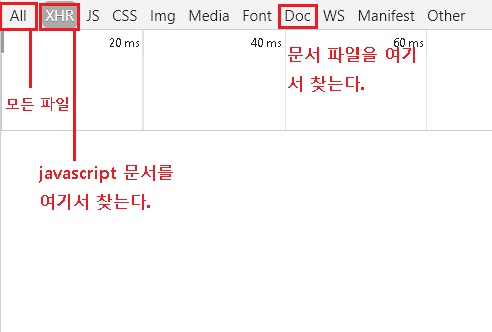 All XHR JS CSS Img Media Font Doc WS Manifest Other
20 ms 40 ms 60 ms
문서 파일을 여기
서 찾는다.
모든 파일
javascript 문서를
여기서 찾는다.